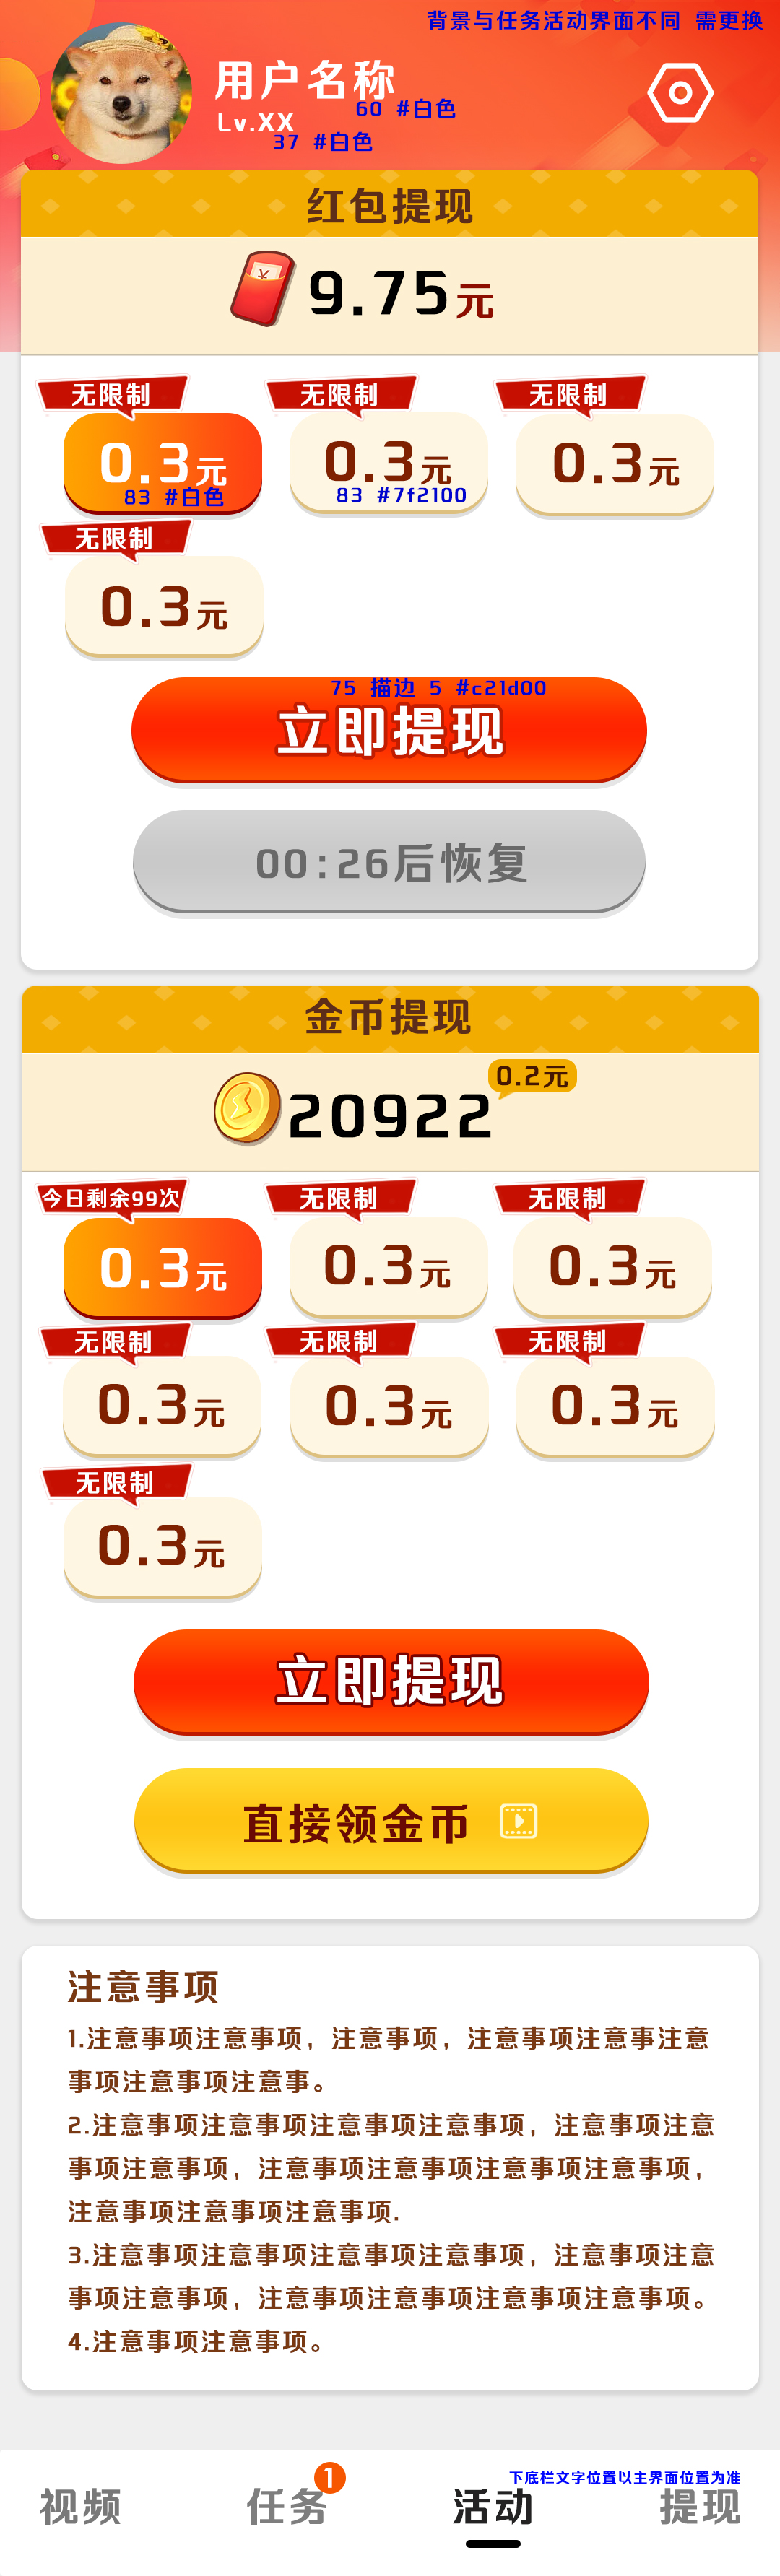 背景与任务活动界面不同 需更换
用户名称
60 #白色
Lv.XX
37 #白色
红包提现
9.75元
无限制
无限制
无限制
0.3元
0.3元
0.3元
83 #白色
83 #7f2100
无限制
0.3元
75 描边 5 #c21d00
立即提现
00:26后恢复
金币提现
0.2元
20922
今日剩余99次
无限制
无限制
0.3元
0.3元
0.3元
无限制
无限制
无限制
0.3元
0.3元
0.3元
无限制
0.3元
立即提现
直接领金币
注意事项
1.注意事项注意事项，注意事项，注意事项注意事注意
事项注意事项注意事。
2.注意事项注意事项注意事项注意事项，注意事项注意
事项注意事项，注意事项注意事项注意事项注意事项，
注意事项注意事项注意事项.
3.注意事项注意事项注意事项注意事项，注意事项注意
事项注意事项，注意事项注意事项注意事项注意事项。
4.注意事项注意事项。
下底栏文字位置以主界面位置为准
1
视频
任务
活动
提现